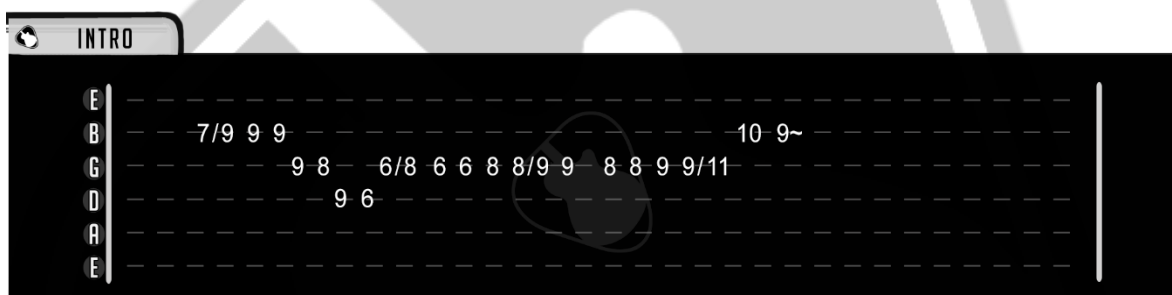 INTRO
E
B 7/9 9 9 10 9~
G 9 8 6/8 6 6 8 8/9 9 8 8 9 9/11
D 9 6
A
E